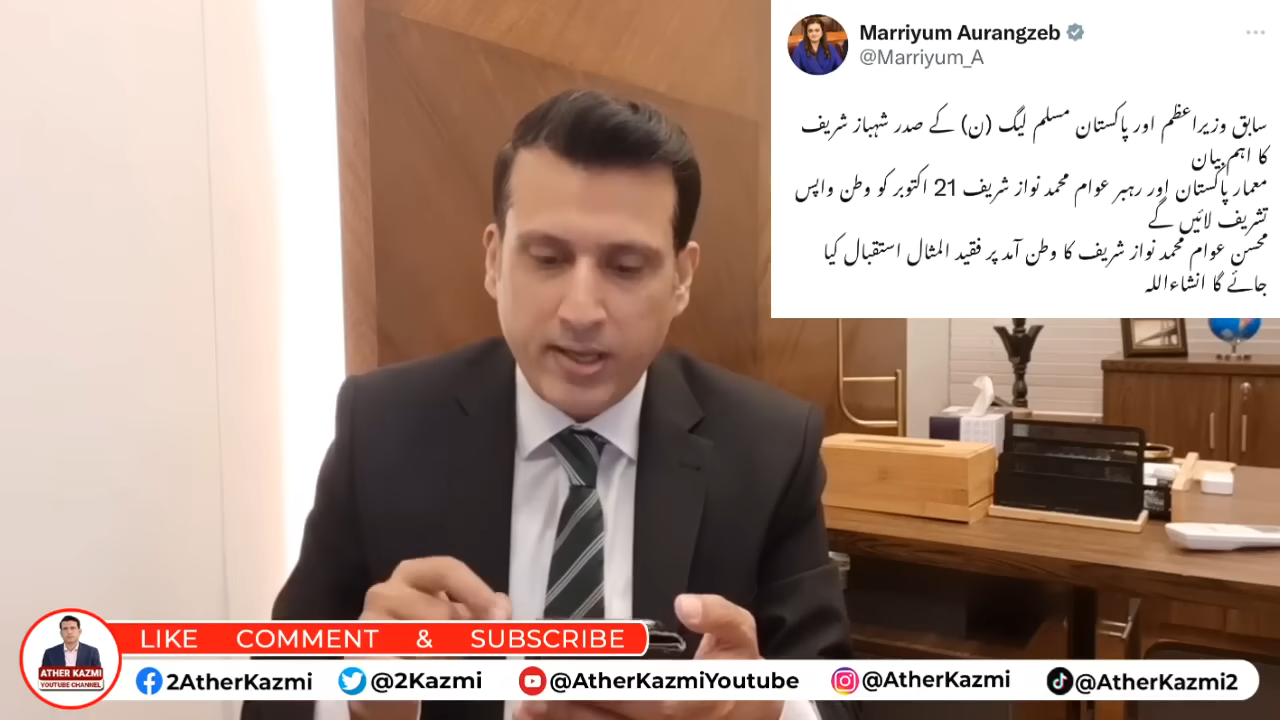 Marriyum Aurangzeb
@Marriyum_A
سابق وزیراعظم اور پاکستان مسلم لیگ (ن) کے صدر شہباز شریف
کا اہم بیان
معمار پاکستان اور رہبر عوام محمد نواز شریف 21 اکتوبر کو وطن واپس
تشریف لائیں گے
محسن عوام محمد نواز شریف کا وطن آمد پر فقید المثال استقبال کیا
جائے گا انشاءاللہ
LIKE COMMENT & SUBSCRIBE
ATHER KAZMI
YOUTUBE CHANNEL
2AtherKazmi @2Kazmi @AtherKazmiYoutube @AtherKazmi @AtherKazmi2